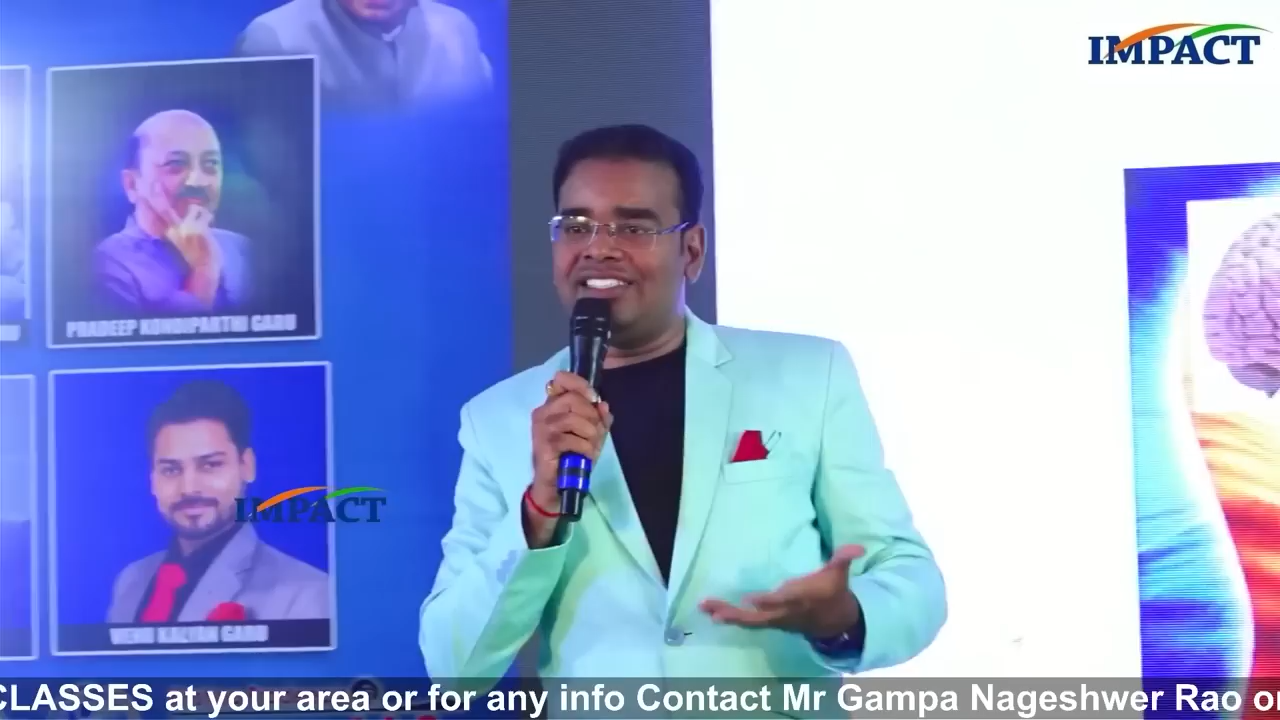 IMPACT
PRADEEP KONDIPARTHI GARU
IMPACT
VENU KALYAN GARU
CLASSES at your area or for any info Contact Mr Gampa Nageshwer Rao or